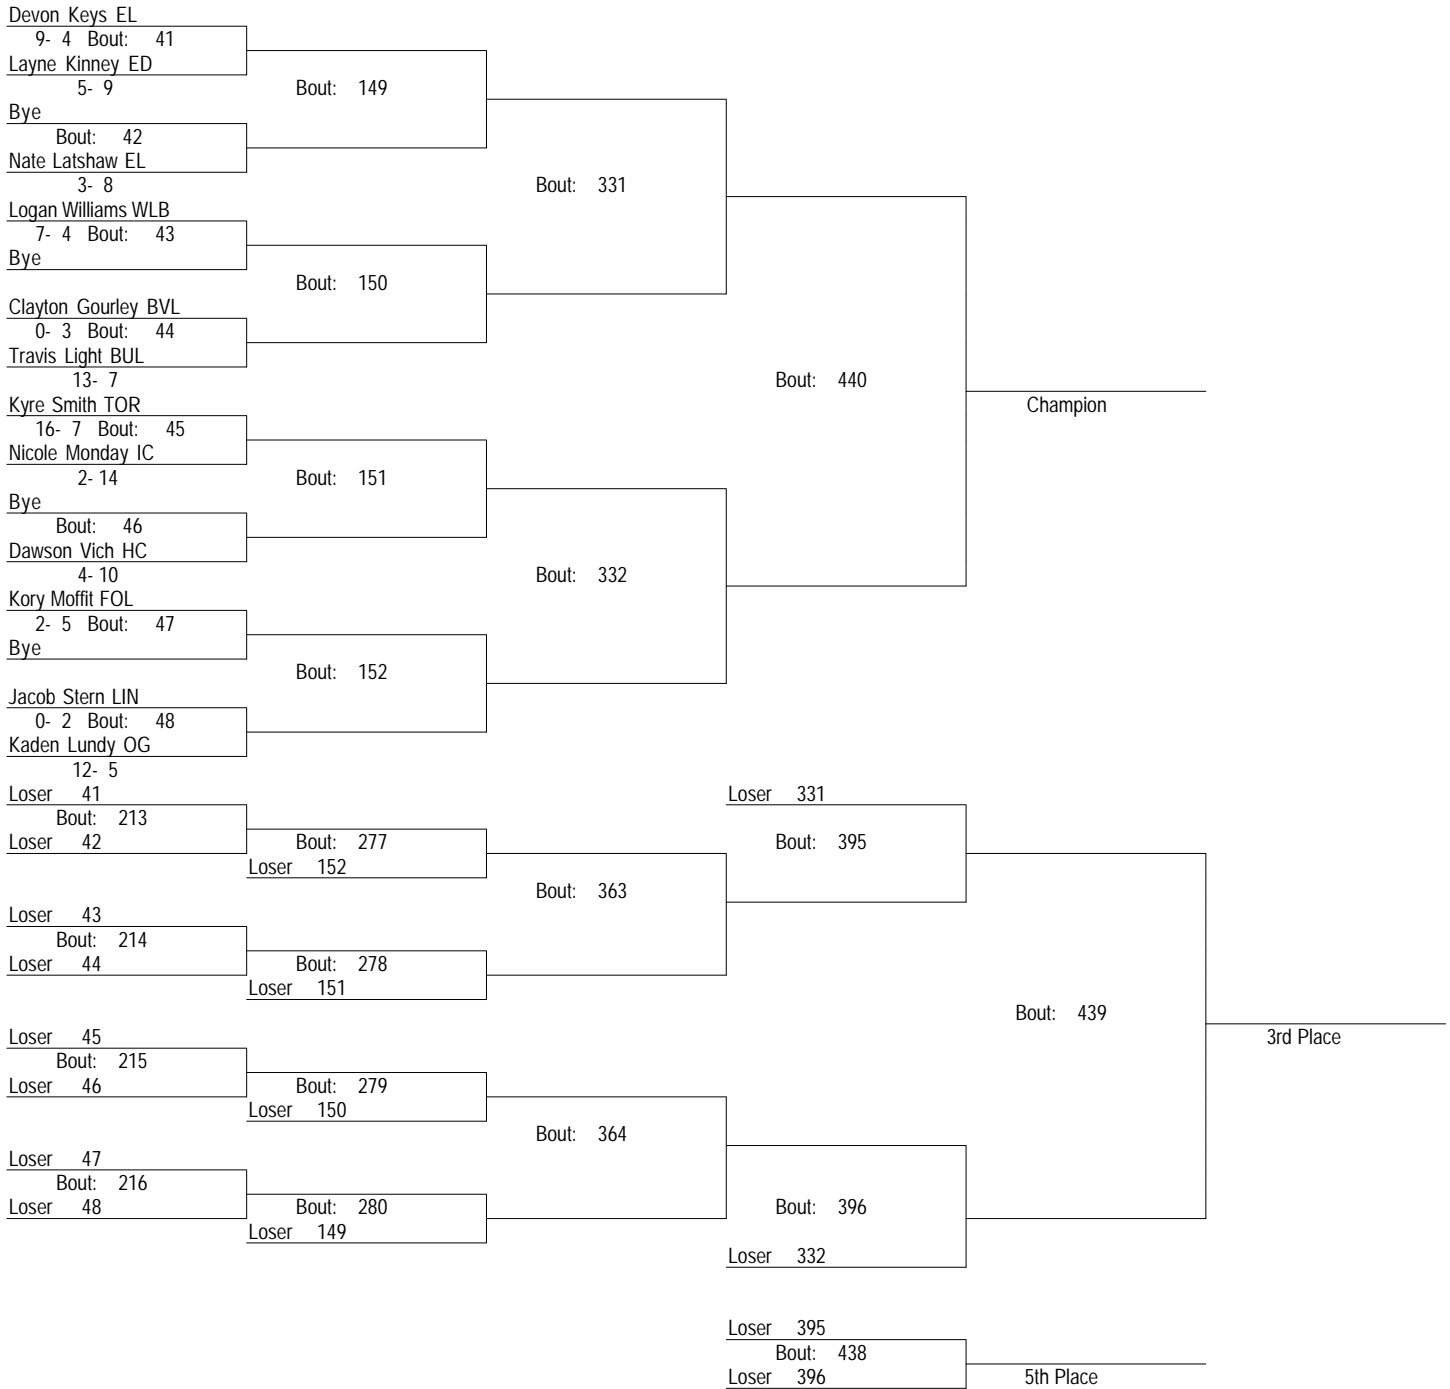 Devon Keys EL
9- 4 Bout: 41
Layne Kinney ED
5- 9
Bout: 149
Bye
Bout: 42
Nate Latshaw EL
3- 8
Bout: 331
Logan Williams WLB
7- 4 Bout: 43
Bye
Bout: 150
Clayton Gourley BVL
0- 3 Bout: 44
Travis Light BUL
13- 7
Bout: 440
Champion
Kyre Smith TOR
16- 7 Bout: 45
Nicole Monday IC
2- 14
Bout: 151
Bye
Bout: 46
Dawson Vich HC
4- 10
Bout: 332
Kory Moffit FOL
2- 5 Bout: 47
Bye
Bout: 152
Jacob Stern LIN
0- 2 Bout: 48
Kaden Lundy OG
12- 5
Loser 41
Bout: 213
Loser 42
Bout: 277
Loser 152
Bout: 363
Loser 331
Bout: 395
Loser 43
Bout: 214
Loser 44
Bout: 278
Loser 151
Bout: 439
3rd Place
Loser 45
Bout: 215
Loser 46
Bout: 279
Loser 150
Bout: 364
Loser 47
Bout: 216
Loser 48
Bout: 280
Loser 149
Bout: 396
Loser 332
Loser 395
Bout: 438
Loser 396
5th Place